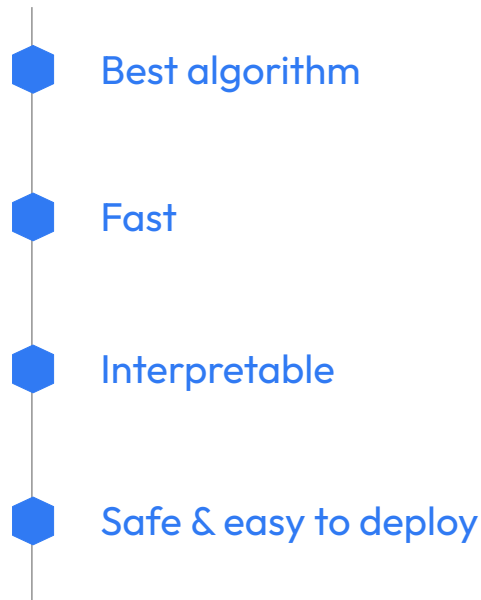 Best algorithm
Fast
Interpretable
Safe & easy to deploy